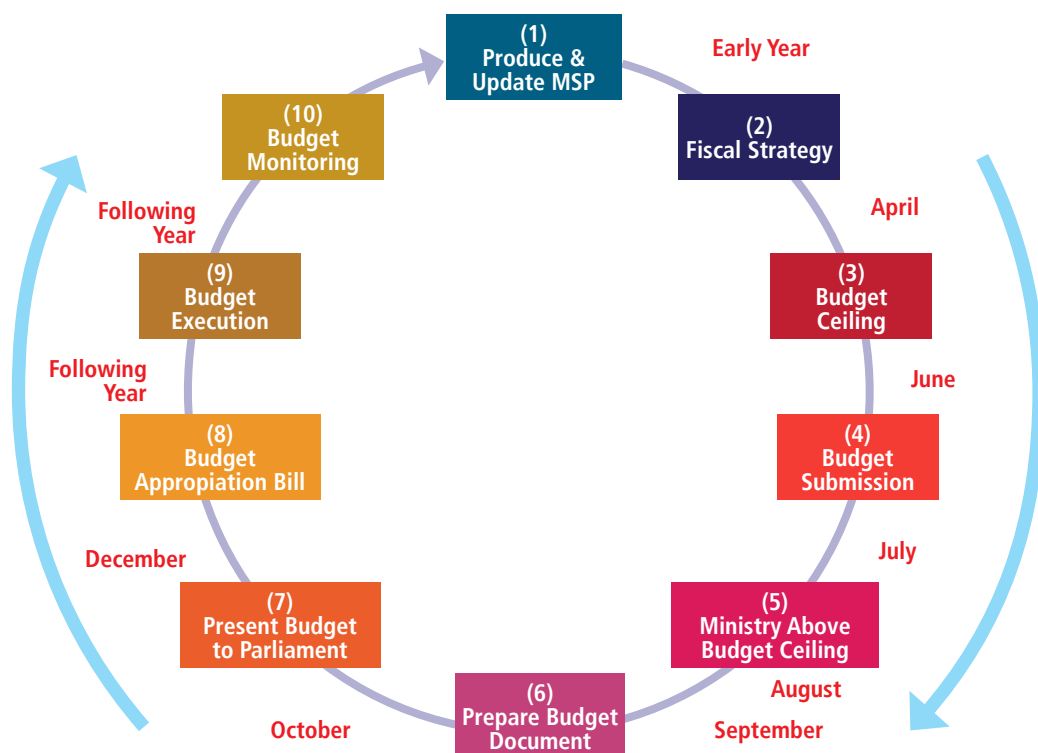 (1)
Produce &
Update MSP
Early Year
(2)
Fiscal Strategy
April
(3)
Budget
Ceiling
June
(4)
Budget
Submission
July
(5)
Ministry Above
Budget Ceiling
August
September
(6)
Prepare Budget
Document
October
(7)
Present Budget
to Parliament
December
(8)
Budget
Appropiation Bill
Following
Year
(9)
Budget
Execution
Following
Year
(10)
Budget
Monitoring